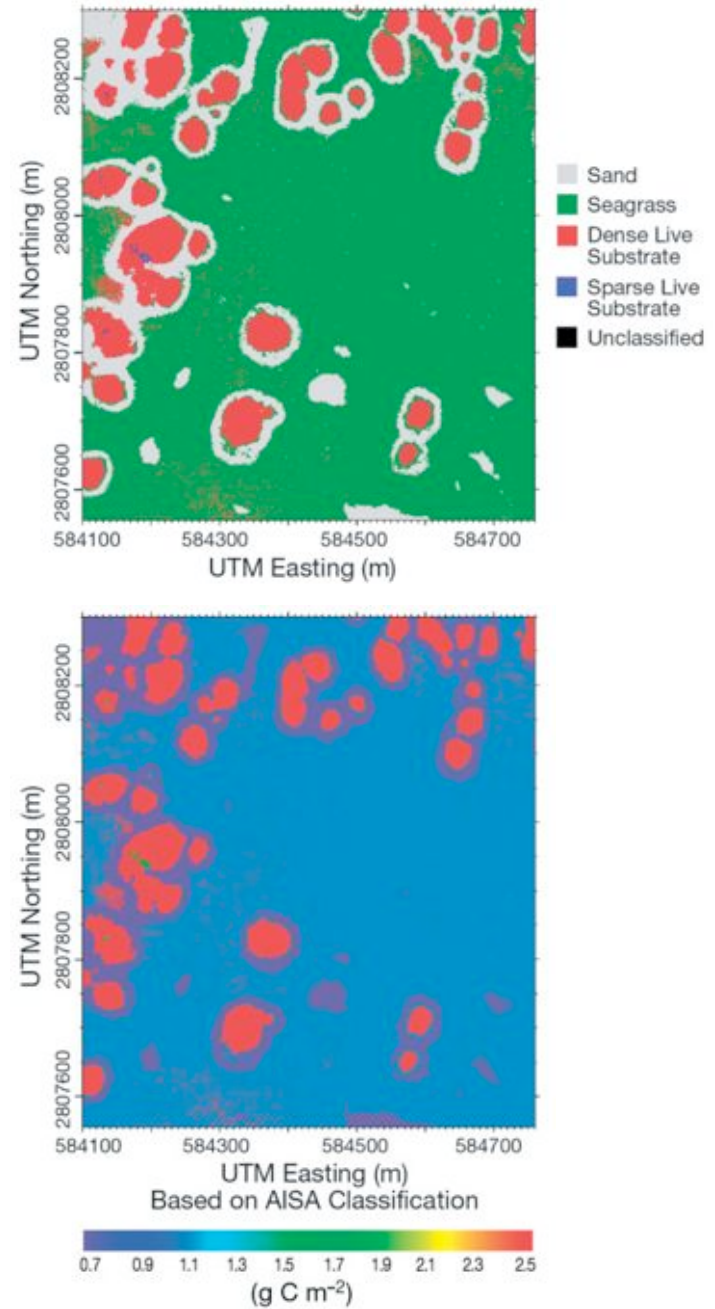 2808200
2808000
2807800
2807600
UTM Northing (m)
584100 584300 584500 584700
UTM Easting (m)
Sand
Seagrass
Dense Live
Substrate
Sparse Live
Substrate
Unclassified
2808200
2808000
2807800
2807600
UTM Northing (m)
584100 584300 584500 584700
UTM Easting (m)
Based on AISA Classification
0.7 0.9 1.1 1.3 1.5 1.7 1.9 2.1 2.3 2.5
(g C m⁻²)